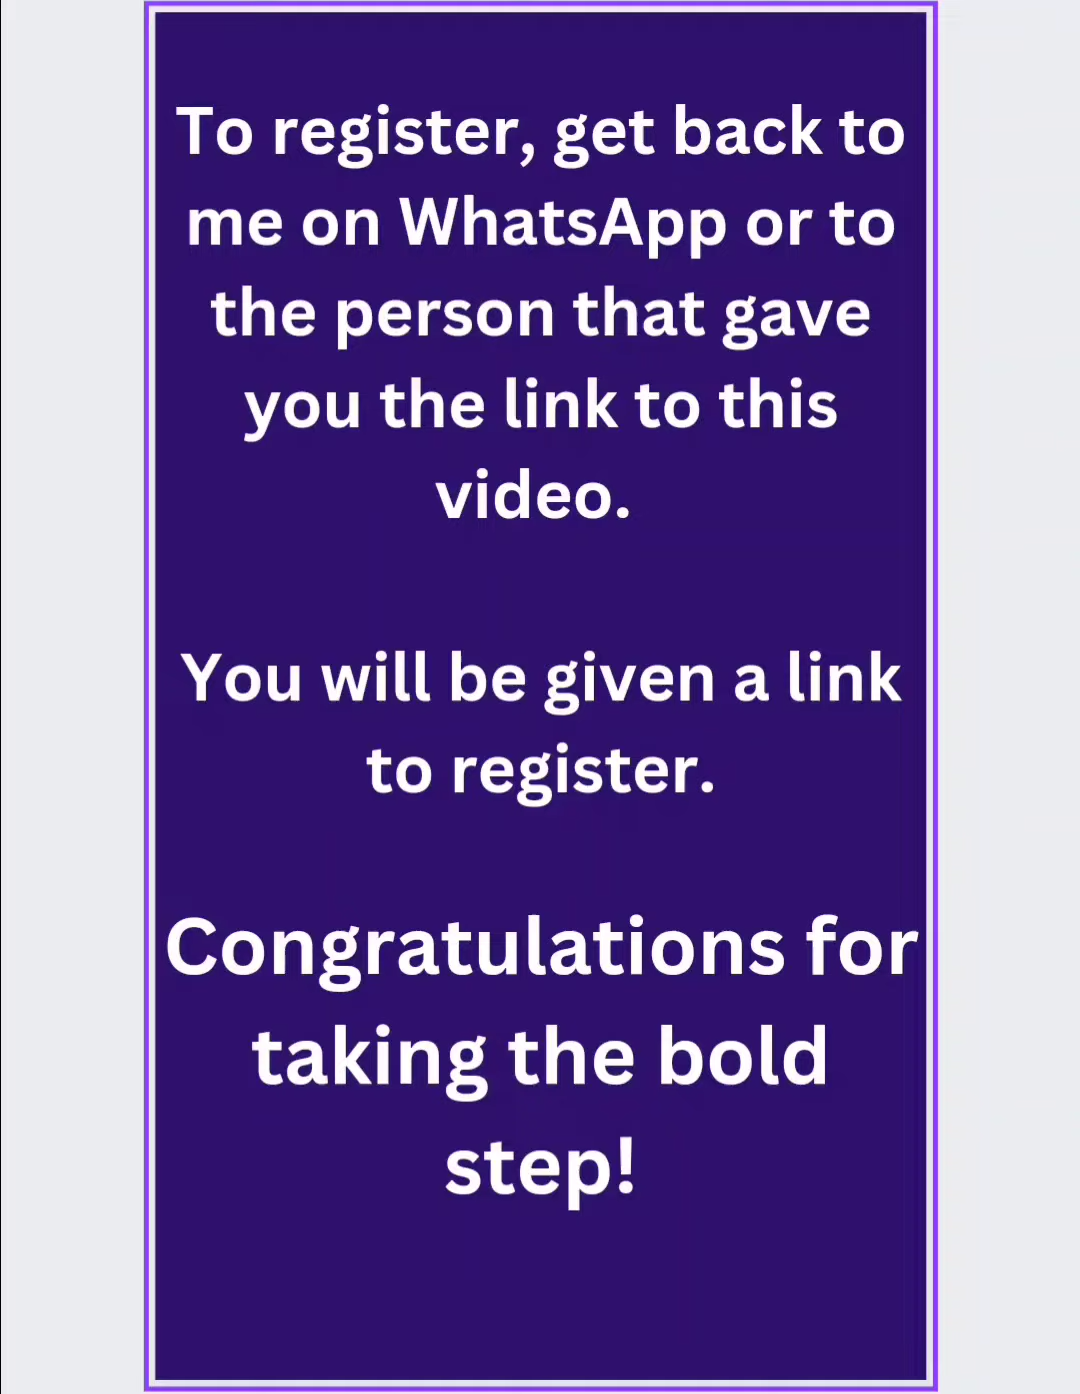 To register, get back to
me on WhatsApp or to
the person that gave
you the link to this
video.
You will be given a link
to register.
Congratulations for
taking the bold
step!